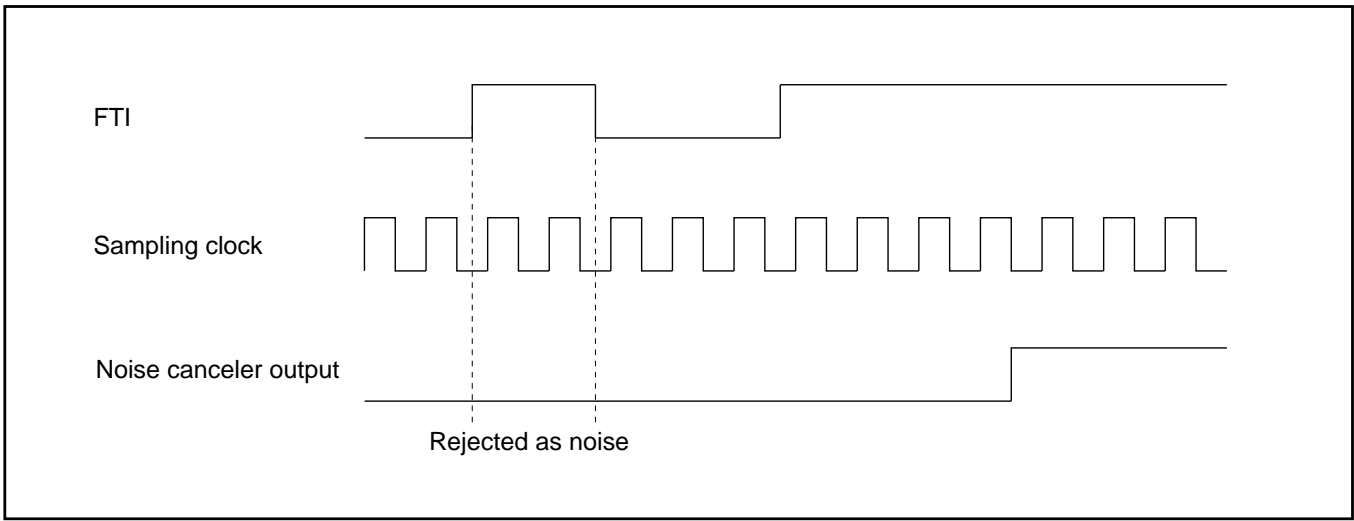 FTI
Sampling clock
Noise canceler output
Rejected as noise